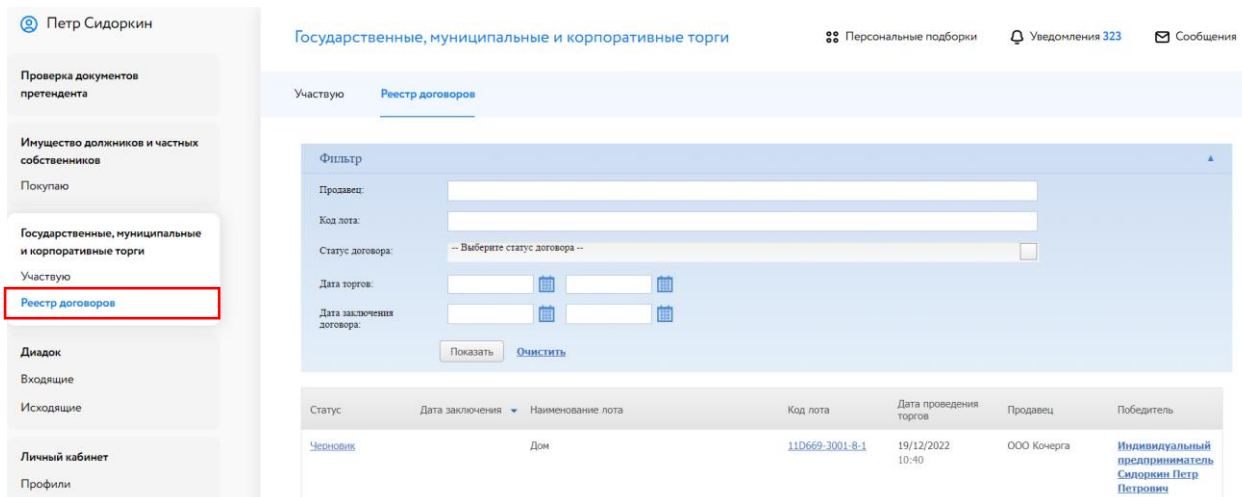 Петр Сидоркин
Проверка документов
претендента
Имущество должников и частных
собственников
Покупаю
Государственные, муниципальные
и корпоративные торги
Участвую
Реестр договоров
Диадок
Входящие
Исходящие
Личный кабинет
Профили
Государственные, муниципальные и корпоративные торги
Персональные подборки
Уведомления 323
Сообщения
Участвую
Реестр договоров
Фильтр
Продавец:
Код лота:
Статус договора:
-- Выберите статус договора --
Дата торгов:
Дата заключения
договора:
Показать
Очистить
Статус
Дата заключения
Наименование лота
Код лота
Дата проведения
торгов
Продавец
Победитель
Черновик
Дом
11D669-3001-8-1
19/12/2022
10:40
ООО Кочерга
Индивидуальный
предприниматель
Сидоркин Петр
Петрович